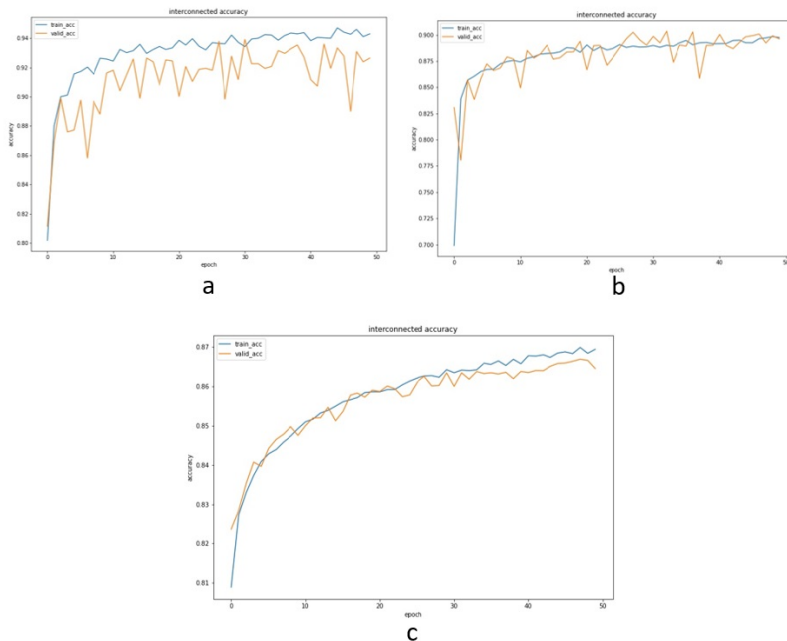 interconnected accuracy
train_acc
valid_acc
0.94
0.92
0.90
0.88
0.86
0.84
0.82
0.80
accuracy
0
10
20
30
40
50
epoch
a
interconnected accuracy
train_acc
valid_acc
0.900
0.875
0.850
0.825
0.800
0.775
0.750
0.725
0.700
accuracy
0
10
20
30
40
50
epoch
b
interconnected accuracy
train_acc
valid_acc
0.87
0.86
0.85
0.84
0.83
0.82
0.81
accuracy
0
10
20
30
40
50
epoch
c